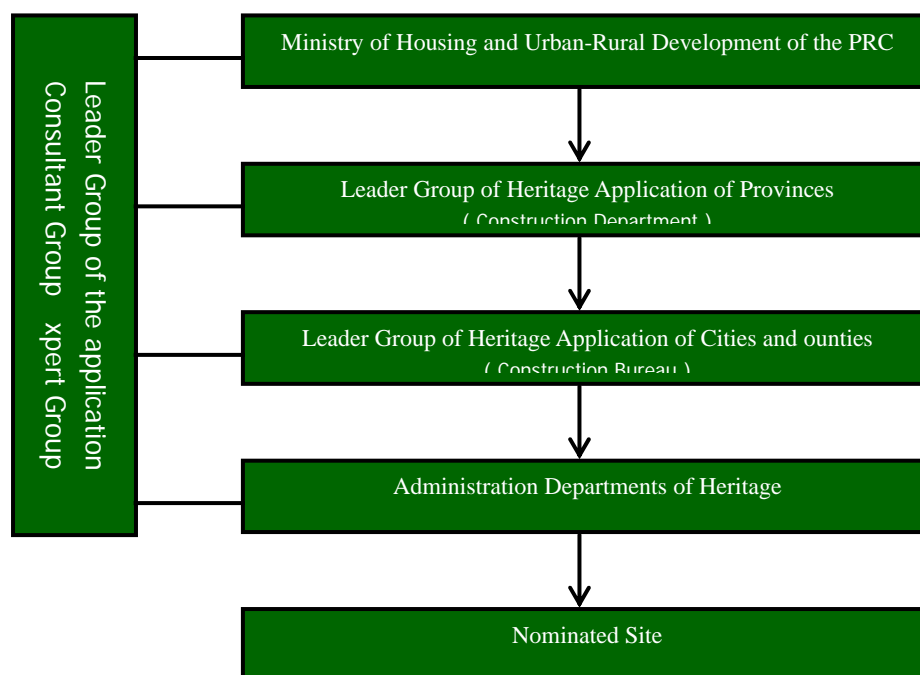 Leader Group of the application
Consultant Group xpert Group
Ministry of Housing and Urban-Rural Development of the PRC
Leader Group of Heritage Application of Provinces
( Construction Department )
Leader Group of Heritage Application of Cities and ounties
( Construction Bureau )
Administration Departments of Heritage
Nominated Site